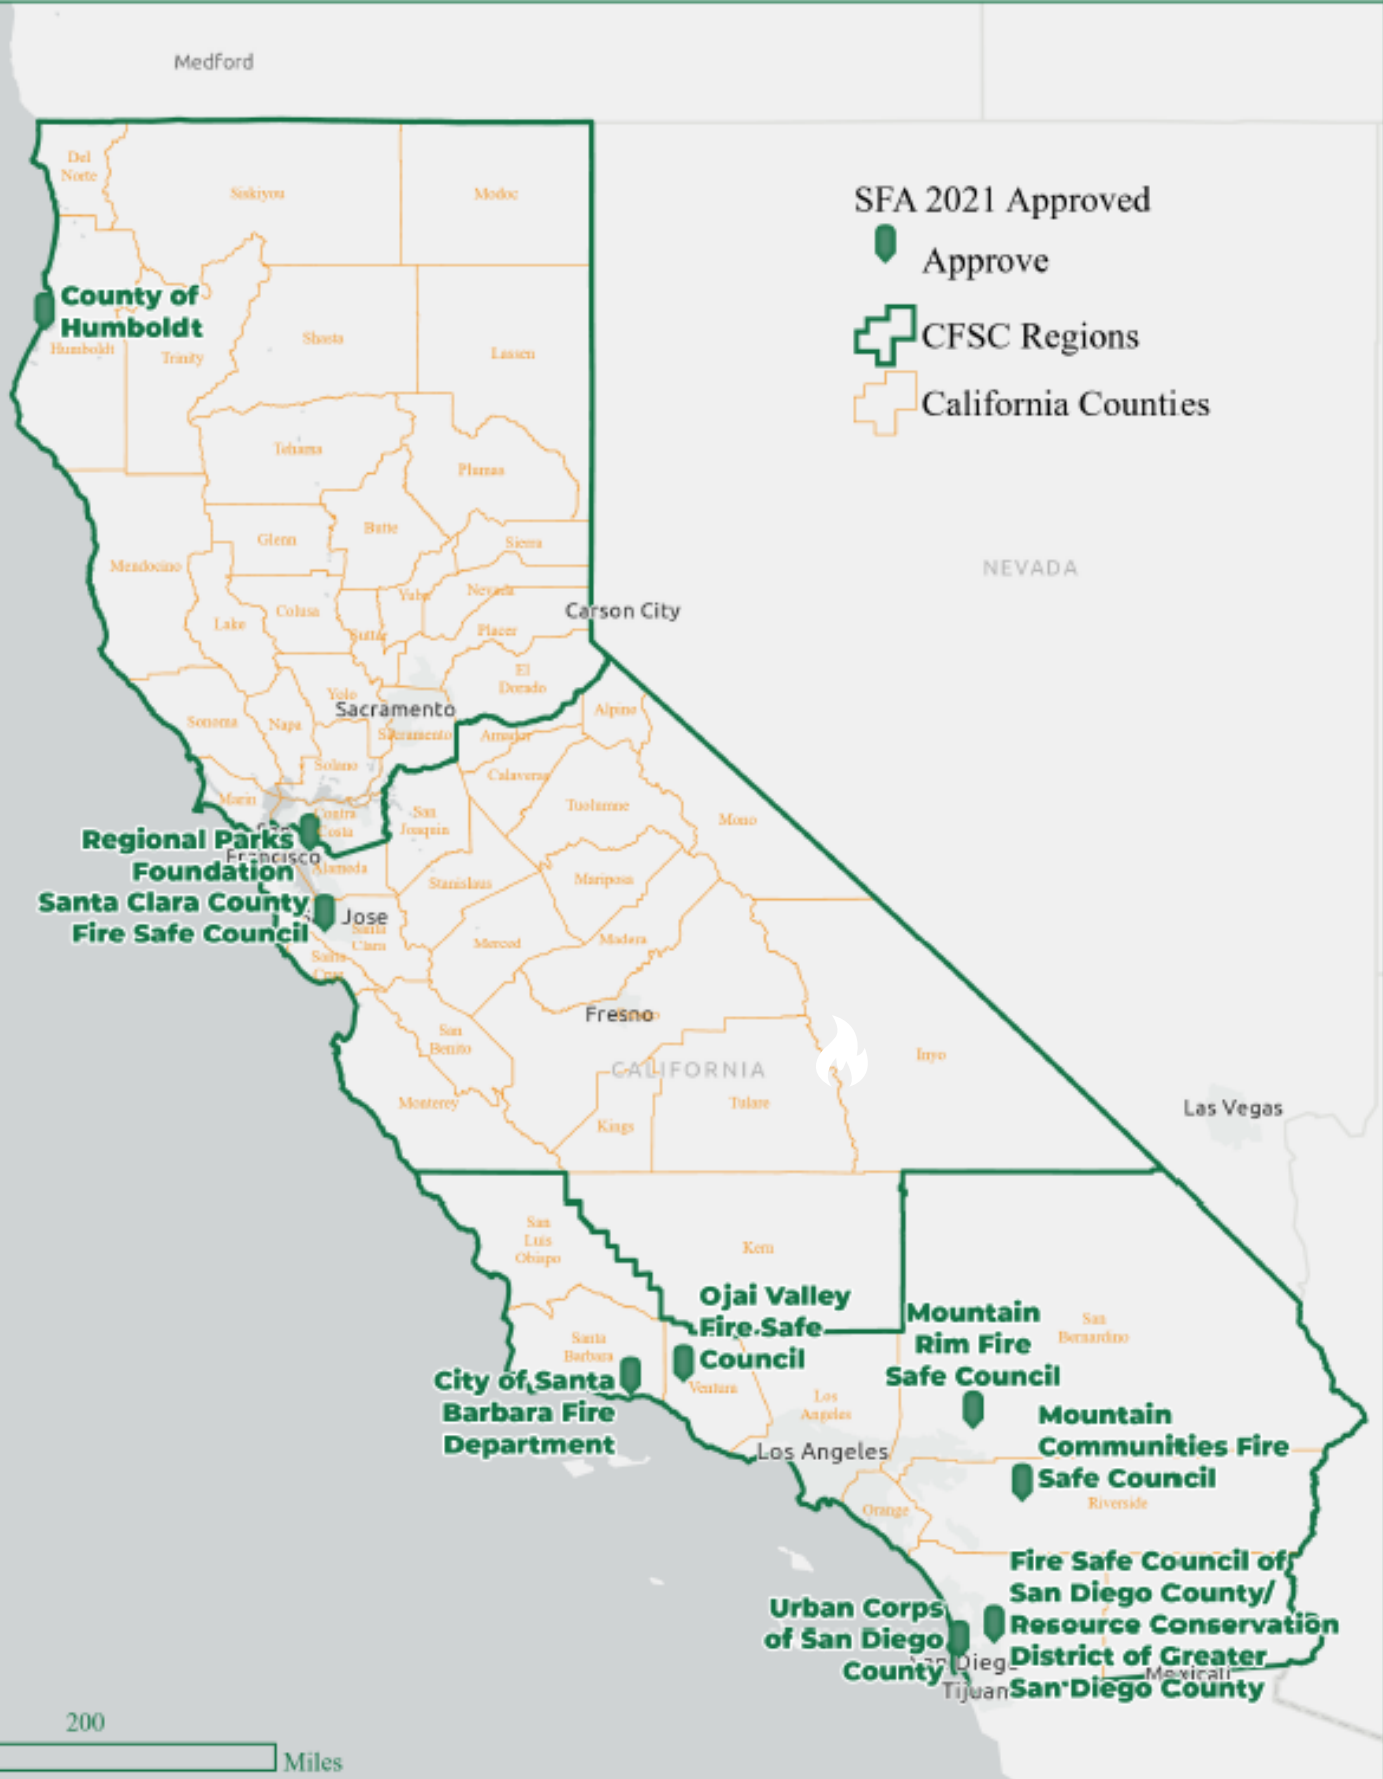 Medford
Del
Norte
Siskiyou
Modoc
SFA 2021 Approved
Approve
CFSC Regions
California Counties
County of
Humboldt
Humboldt
Trinity
Shasta
Lassen
Tehama
Plumas
Glenn
Butte
Sierra
NEVADA
Mendocino
Colusa
Lake
Sutter
Yuba
Nevada
Placer
Carson City
El
Dorado
Yolo
Sacramento
Sonoma
Napa
Sacramento
Amador
Alpine
Solano
Calaveras
Marin
Contra
Costa
San
Joaquin
Tuolumne
Mono
Regional Parks
Foundation
San
Francisco
Alameda
Stanislaus
Mariposa
Santa Clara County
Fire Safe Council
Jose
Santa
Clara
Merced
Madera
Santa
Cruz
Fresno
San
Benito
CALIFORNIA
Inyo
Monterey
Kings
Tulare
Las Vegas
San
Luis
Obispo
Kern
Ojai Valley
Fire Safe
Council
Mountain
Rim Fire
Safe Council
San
Bernardino
Santa
Barbara
City of Santa
Barbara Fire
Department
Ventura
Los
Angeles
Los Angeles
Mountain
Communities Fire
Safe Council
Riverside
Orange
Urban Corps
of San Diego
County
Fire Safe Council of
San Diego County/
Resource Conservation
District of Greater
San Diego County
Mexicali
200
Miles